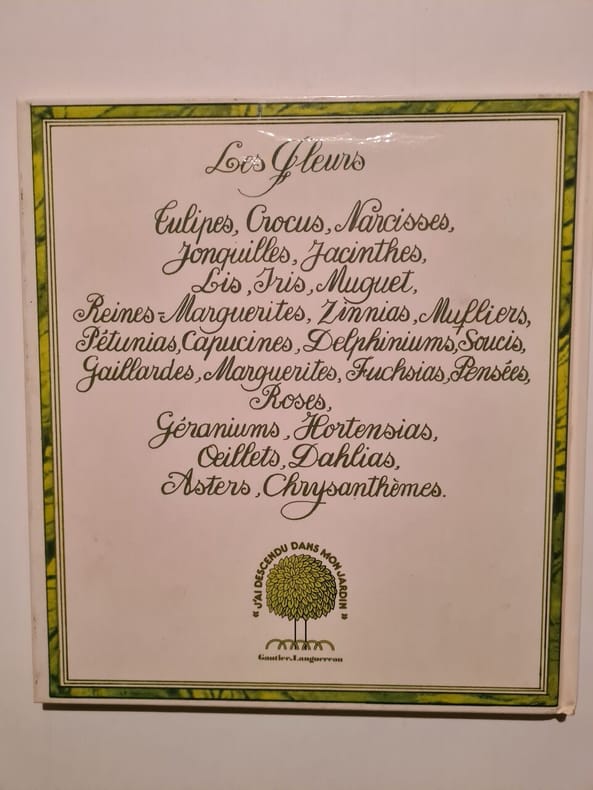 Les Fleurs
Tulipes, Crocus, Narcisses,
Jonquilles, Jacinthes,
Lis, Iris, Muguet,
Reines-Marguerites, Zinnias, Mufliers,
Pétunias, Capucines, Delphiniums, Soucis,
Gaillardes, Marguerites, Fuchsias, Pensées,
Roses,
Géraniums, Hortensias,
Œillets, Dahlias,
Asters, Chrysanthèmes.
« J'AI DESCENDU DANS MON JARDIN »
Gautier-Languereau